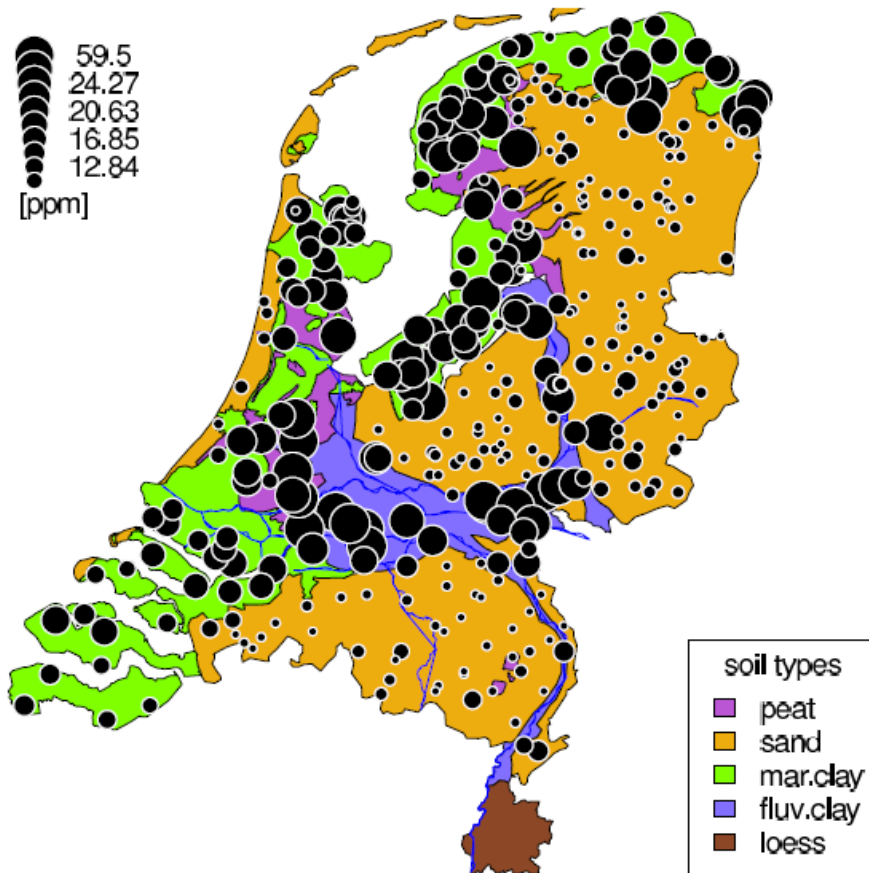 59.5
24.27
20.63
16.85
12.84
[ppm]
soil types
peat
sand
mar.clay
fluv.clay
loess